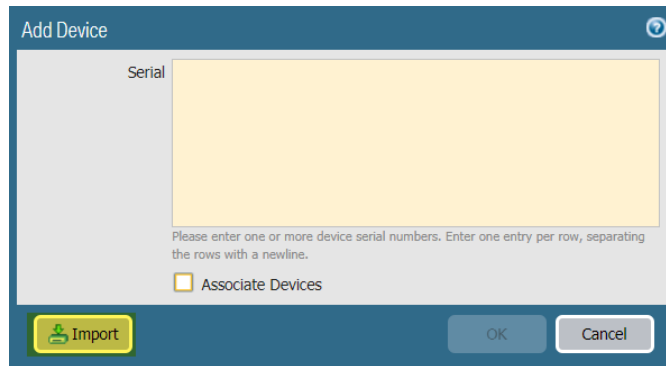 Add Device
Serial
Please enter one or more device serial numbers. Enter one entry per row, separating
the rows with a newline.
Associate Devices
Import
OK
Cancel